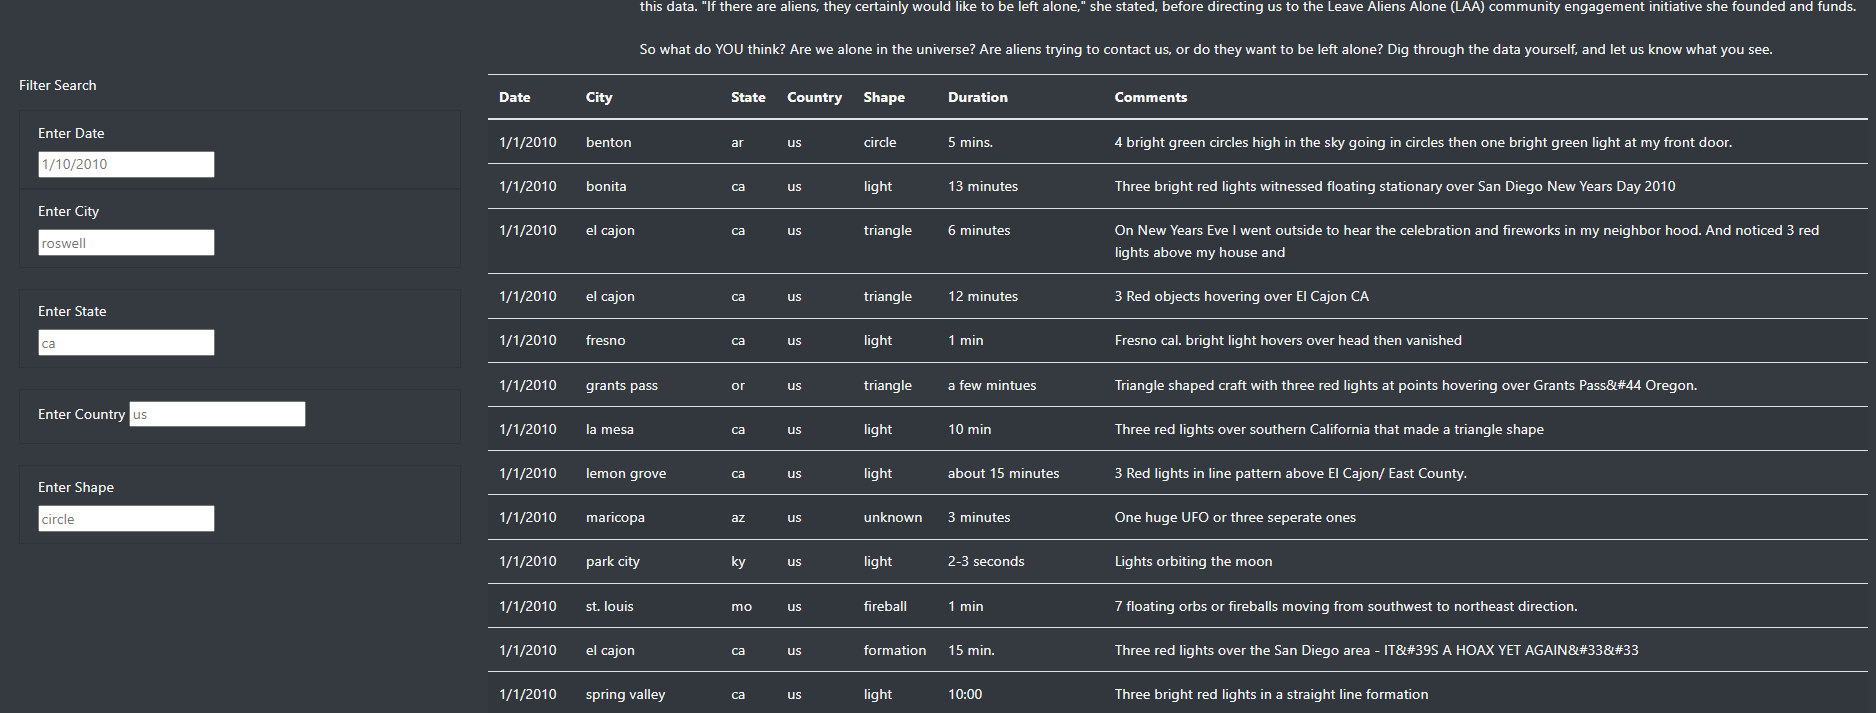 this data. "If there are aliens, they certainly would like to be left alone," she stated, before directing us to the Leave Aliens Alone (LAA) community engagement initiative she founded and funds.
So what do YOU think? Are we alone in the universe? Are aliens trying to contact us, or do they want to be left alone? Dig through the data yourself, and let us know what you see.
Filter Search
Enter Date
1/10/2010
Enter City
roswell
Enter State
ca
Enter Country us
Enter Shape
circle
Date City State Country Shape Duration Comments
1/1/2010 benton ar us circle 5 mins. 4 bright green circles high in the sky going in circles then one bright green light at my front door.
1/1/2010 bonita ca us light 13 minutes Three bright red lights witnessed floating stationary over San Diego New Years Day 2010
1/1/2010 el cajon ca us triangle 6 minutes On New Years Eve I went outside to hear the celebration and fireworks in my neighbor hood. And noticed 3 red
lights above my house and
1/1/2010 el cajon ca us triangle 12 minutes 3 Red objects hovering over El Cajon CA
1/1/2010 fresno ca us light 1 min Fresno cal. bright light hovers over head then vanished
1/1/2010 grants pass or us triangle a few mintues Triangle shaped craft with three red lights at points hovering over Grants Pass&#44 Oregon.
1/1/2010 la mesa ca us light 10 min Three red lights over southern California that made a triangle shape
1/1/2010 lemon grove ca us light about 15 minutes 3 Red lights in line pattern above El Cajon/ East County.
1/1/2010 maricopa az us unknown 3 minutes One huge UFO or three seperate ones
1/1/2010 park city ky us light 2-3 seconds Lights orbiting the moon
1/1/2010 st. louis mo us fireball 1 min 7 floating orbs or fireballs moving from southwest to northeast direction.
1/1/2010 el cajon ca us formation 15 min. Three red lights over the San Diego area - IT&#39S A HOAX YET AGAIN&#33&#33
1/1/2010 spring valley ca us light 10:00 Three bright red lights in a straight line formation